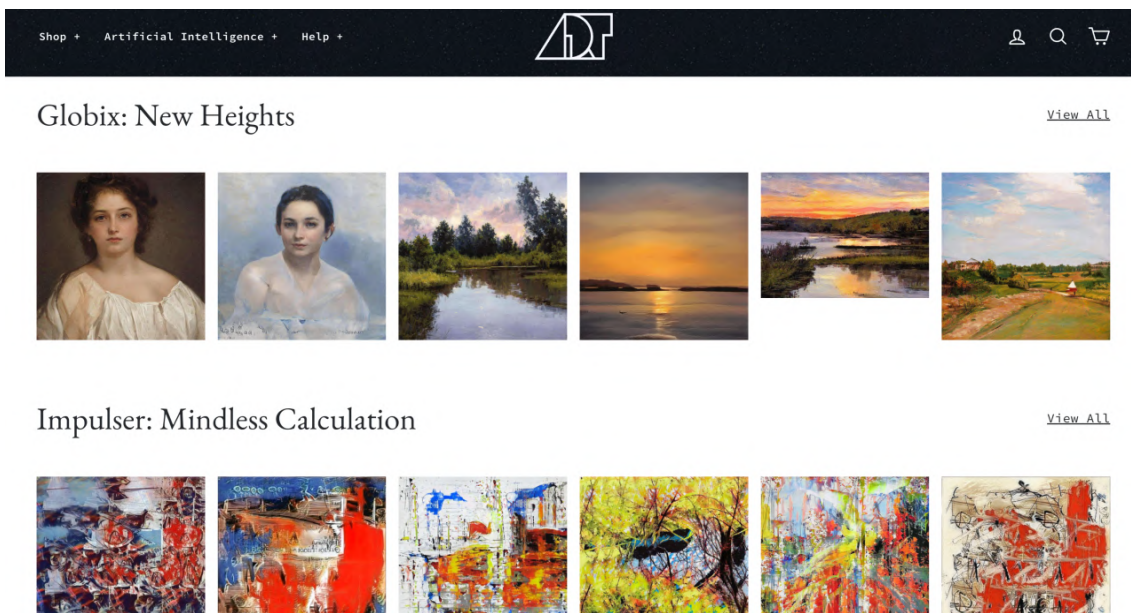 Shop +
Artificial Intelligence +
Help +
Globix: New Heights
View All
Impulser: Mindless Calculation
View All